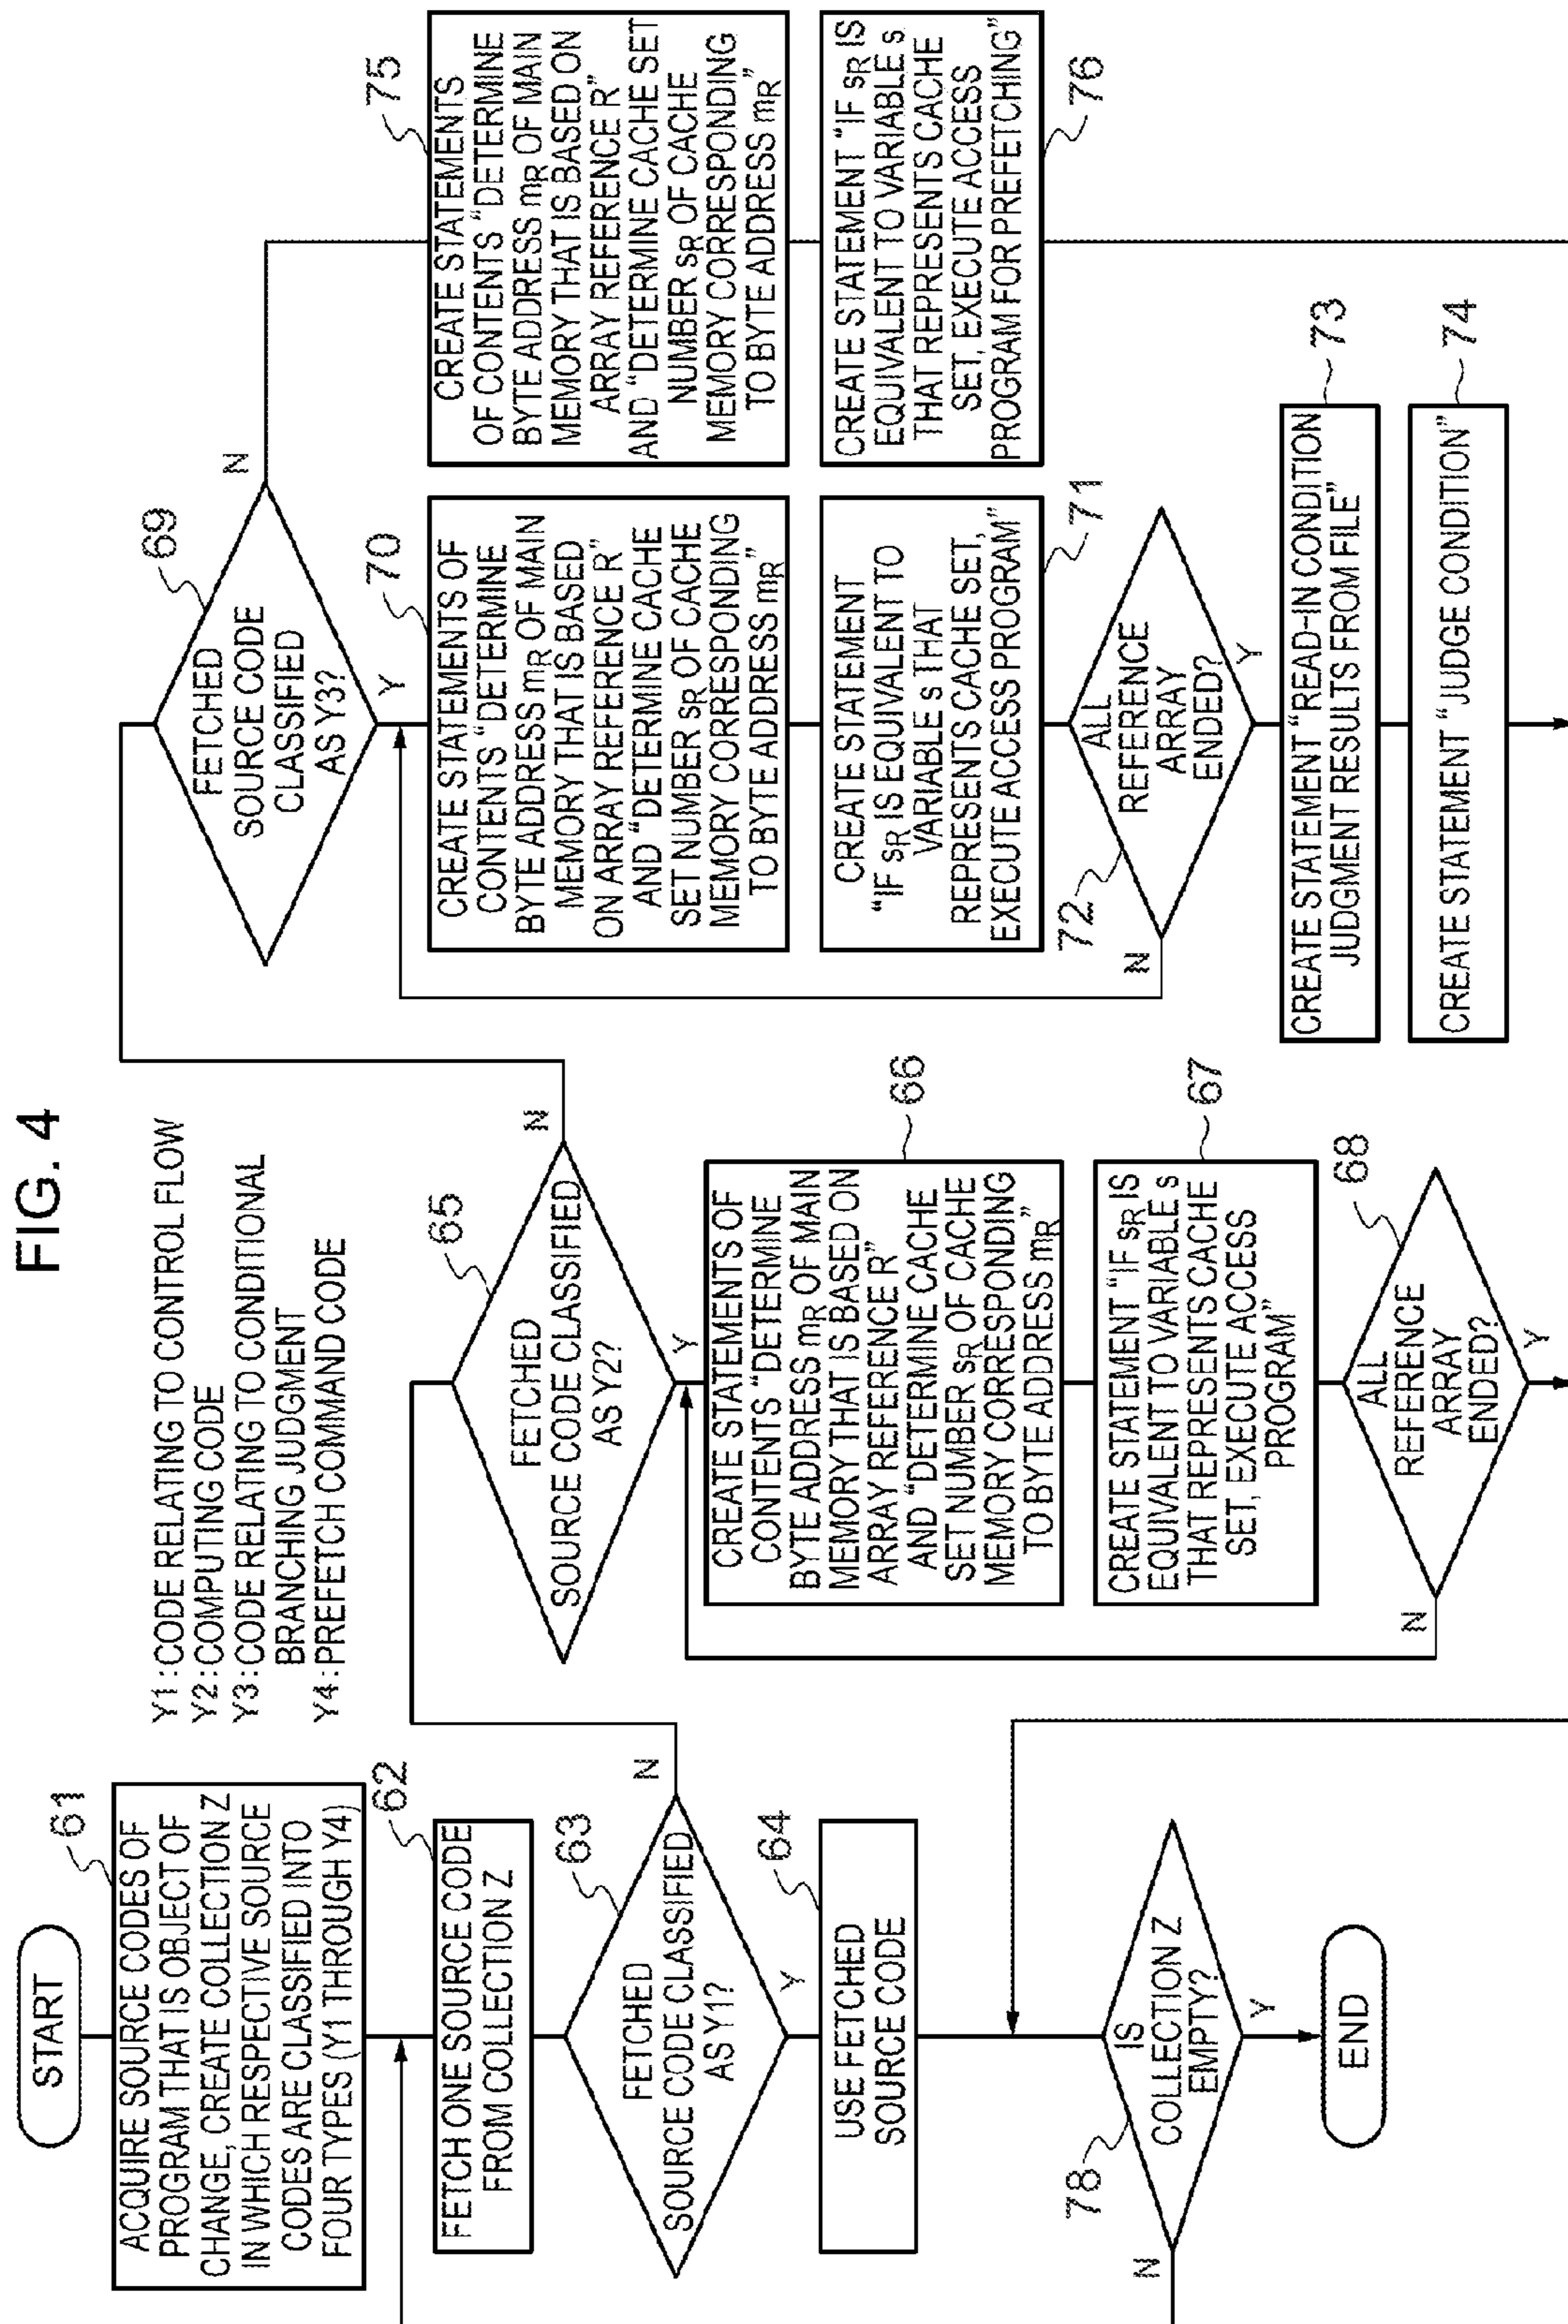 FIG. 4
Y1 : CODE RELATING TO CONTROL FLOW
Y2 : COMPUTING CODE
Y3 : CODE RELATING TO CONDITIONAL
BRANCHING JUDGMENT
Y4 : PREFETCH COMMAND CODE
START
61
ACQUIRE SOURCE CODES OF
PROGRAM THAT IS OBJECT OF
CHANGE, CREATE COLLECTION Z
IN WHICH RESPECTIVE SOURCE
CODES ARE CLASSIFIED INTO
FOUR TYPES (Y1 THROUGH Y4)
62
FETCH ONE SOURCE CODE
FROM COLLECTION Z
63
FETCHED
SOURCE CODE CLASSIFIED
AS Y1?
N
Y
64
USE FETCHED
SOURCE CODE
78
IS
COLLECTION Z
EMPTY?
N
Y
END
65
FETCHED
SOURCE CODE CLASSIFIED
AS Y2?
N
Y
66
CREATE STATEMENTS OF
CONTENTS “DETERMINE
BYTE ADDRESS mR OF MAIN
MEMORY THAT IS BASED ON
ARRAY REFERENCE R”
AND “DETERMINE CACHE
SET NUMBER sR OF CACHE
MEMORY CORRESPONDING
TO BYTE ADDRESS mR”
67
CREATE STATEMENT “IF sR IS
EQUIVALENT TO VARIABLE s
THAT REPRESENTS CACHE
SET, EXECUTE ACCESS
PROGRAM”
68
ALL
REFERENCE
ARRAY
ENDED?
N
Y
69
FETCHED
SOURCE CODE
CLASSIFIED
AS Y3?
N
Y
70
CREATE STATEMENTS OF
CONTENTS “DETERMINE
BYTE ADDRESS mR OF MAIN
MEMORY THAT IS BASED
ON ARRAY REFERENCE R”
AND “DETERMINE CACHE
SET NUMBER sR OF CACHE
MEMORY CORRESPONDING
TO BYTE ADDRESS mR”
71
CREATE STATEMENT
“IF sR IS EQUIVALENT TO
VARIABLE s THAT
REPRESENTS CACHE SET,
EXECUTE ACCESS PROGRAM”
72
ALL
REFERENCE
ARRAY
ENDED?
N
Y
73
CREATE STATEMENT “READ-IN CONDITION
JUDGMENT RESULTS FROM FILE”
74
CREATE STATEMENT “JUDGE CONDITION”
75
CREATE STATEMENTS
OF CONTENTS “DETERMINE
BYTE ADDRESS mR OF MAIN
MEMORY THAT IS BASED ON
ARRAY REFERENCE R”
AND “DETERMINE CACHE SET
NUMBER sR OF CACHE
MEMORY CORRESPONDING
TO BYTE ADDRESS mR”
76
CREATE STATEMENT “IF sR IS
EQUIVALENT TO VARIABLE s
THAT REPRESENTS CACHE
SET, EXECUTE ACCESS
PROGRAM FOR PREFETCHING”